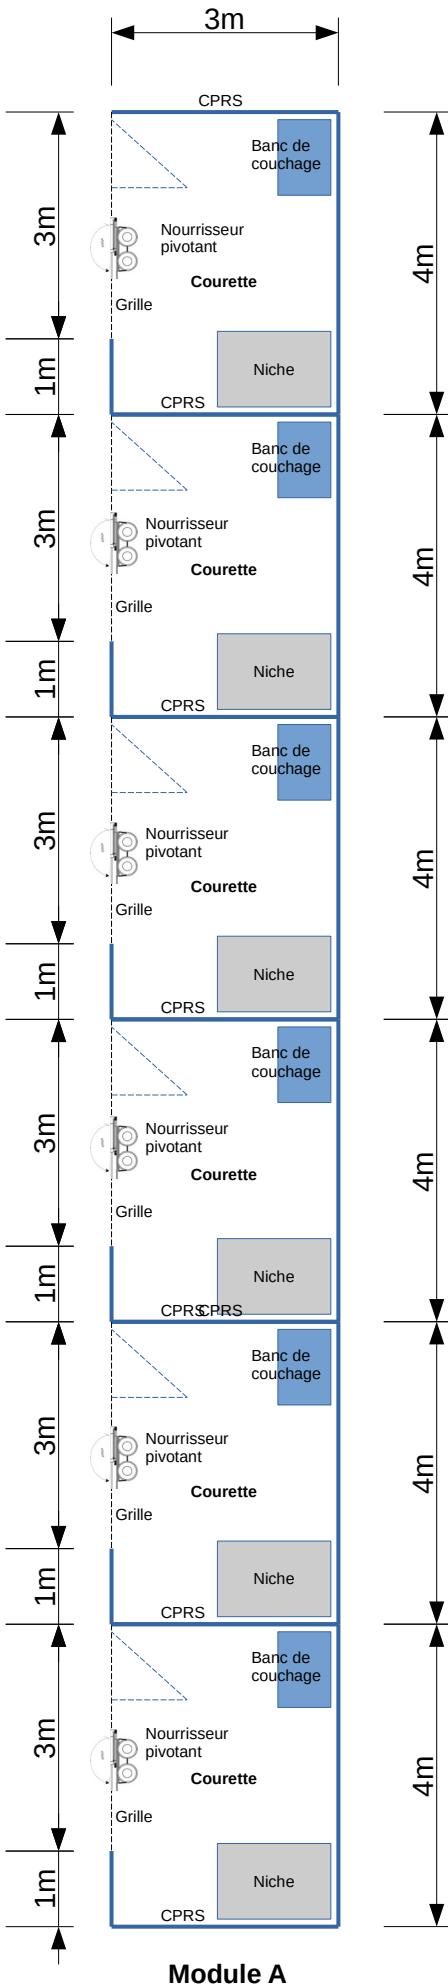 3m
CPRS
Banc de
couchage
3m
4m
Nourrisseur
pivotant
Courette
Grille
1m
Niche
CPRS
Banc de
couchage
3m
4m
Nourrisseur
pivotant
Courette
Grille
1m
Niche
CPRS
Banc de
couchage
3m
4m
Nourrisseur
pivotant
Courette
Grille
1m
Niche
CPRS
Banc de
couchage
3m
4m
Nourrisseur
pivotant
Courette
Grille
1m
Niche
CPRS
CPRS
Banc de
couchage
3m
4m
Nourrisseur
pivotant
Courette
Grille
1m
Niche
CPRS
Banc de
couchage
3m
4m
Nourrisseur
pivotant
Courette
Grille
1m
Niche
CPRS
Module A